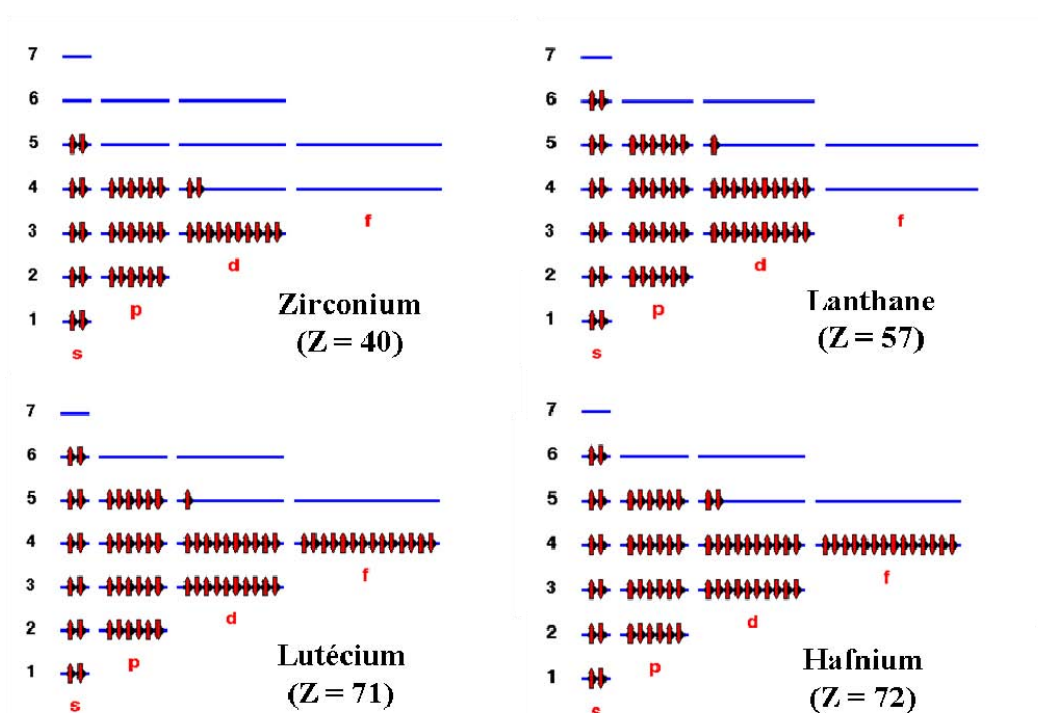 7
6
5
4
3
f
2
d
1
p
Zirconium
(Z = 40)
s
7
6
5
4
3
f
2
d
1
p
Lanthane
(Z = 57)
s
7
6
5
4
3
f
2
d
1
p
Lutécium
(Z = 71)
s
7
6
5
4
3
f
2
d
1
p
Hafnium
(Z = 72)
s